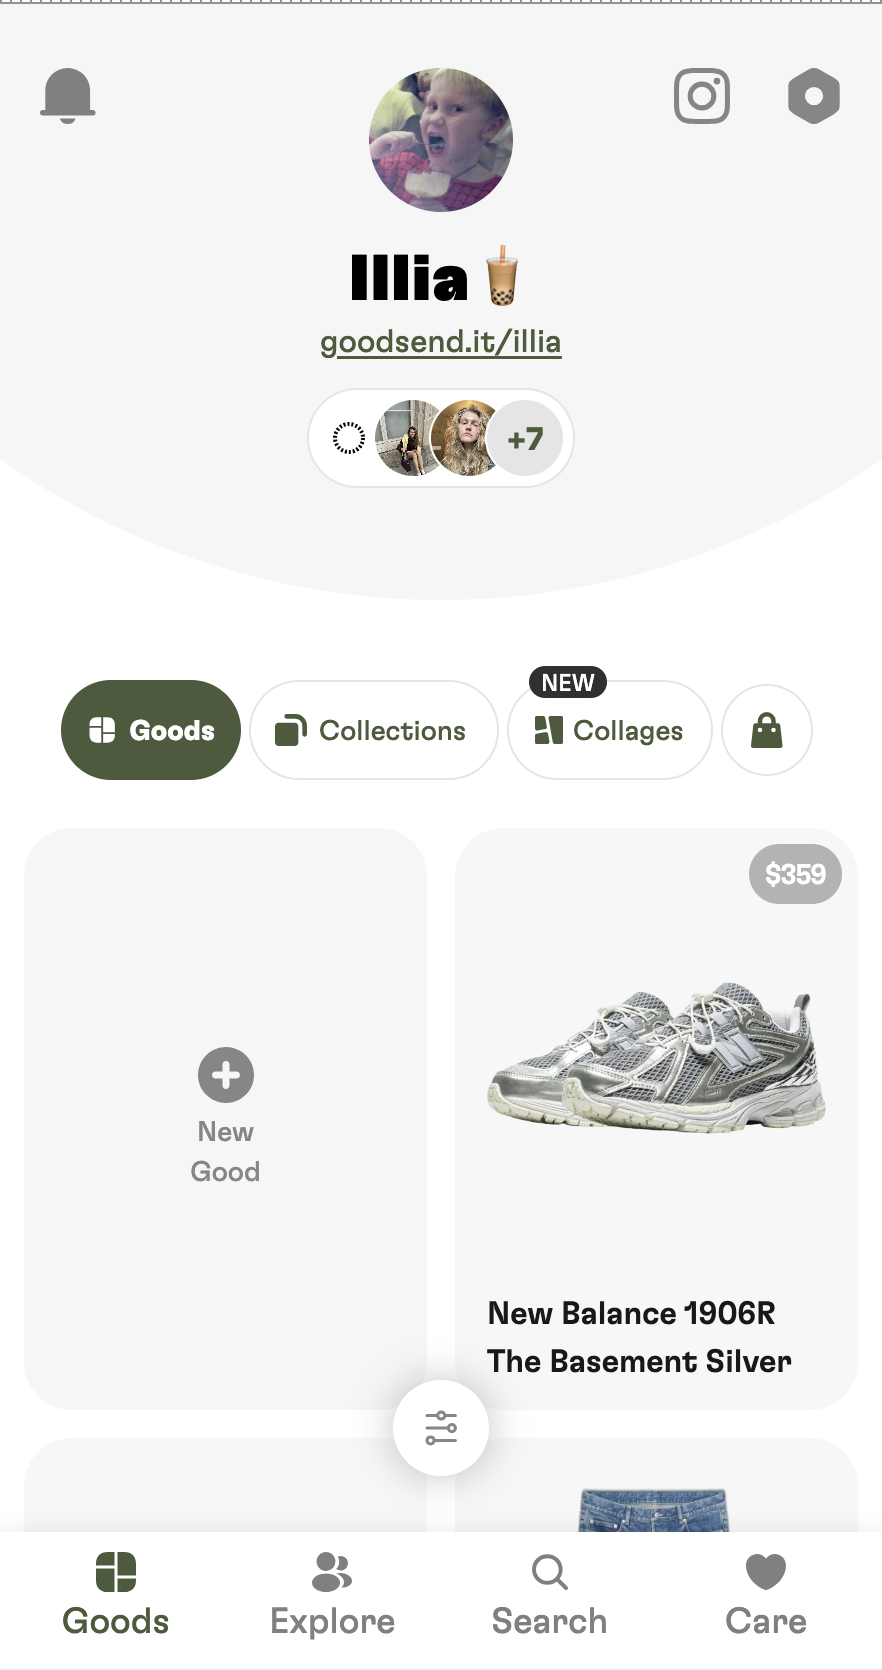 Illia🧋
goodsend.it/illia
+7
NEW
Goods
Collections
Collages
$359
New
Good
New Balance 1906R
The Basement Silver
Goods
Explore
Search
Care